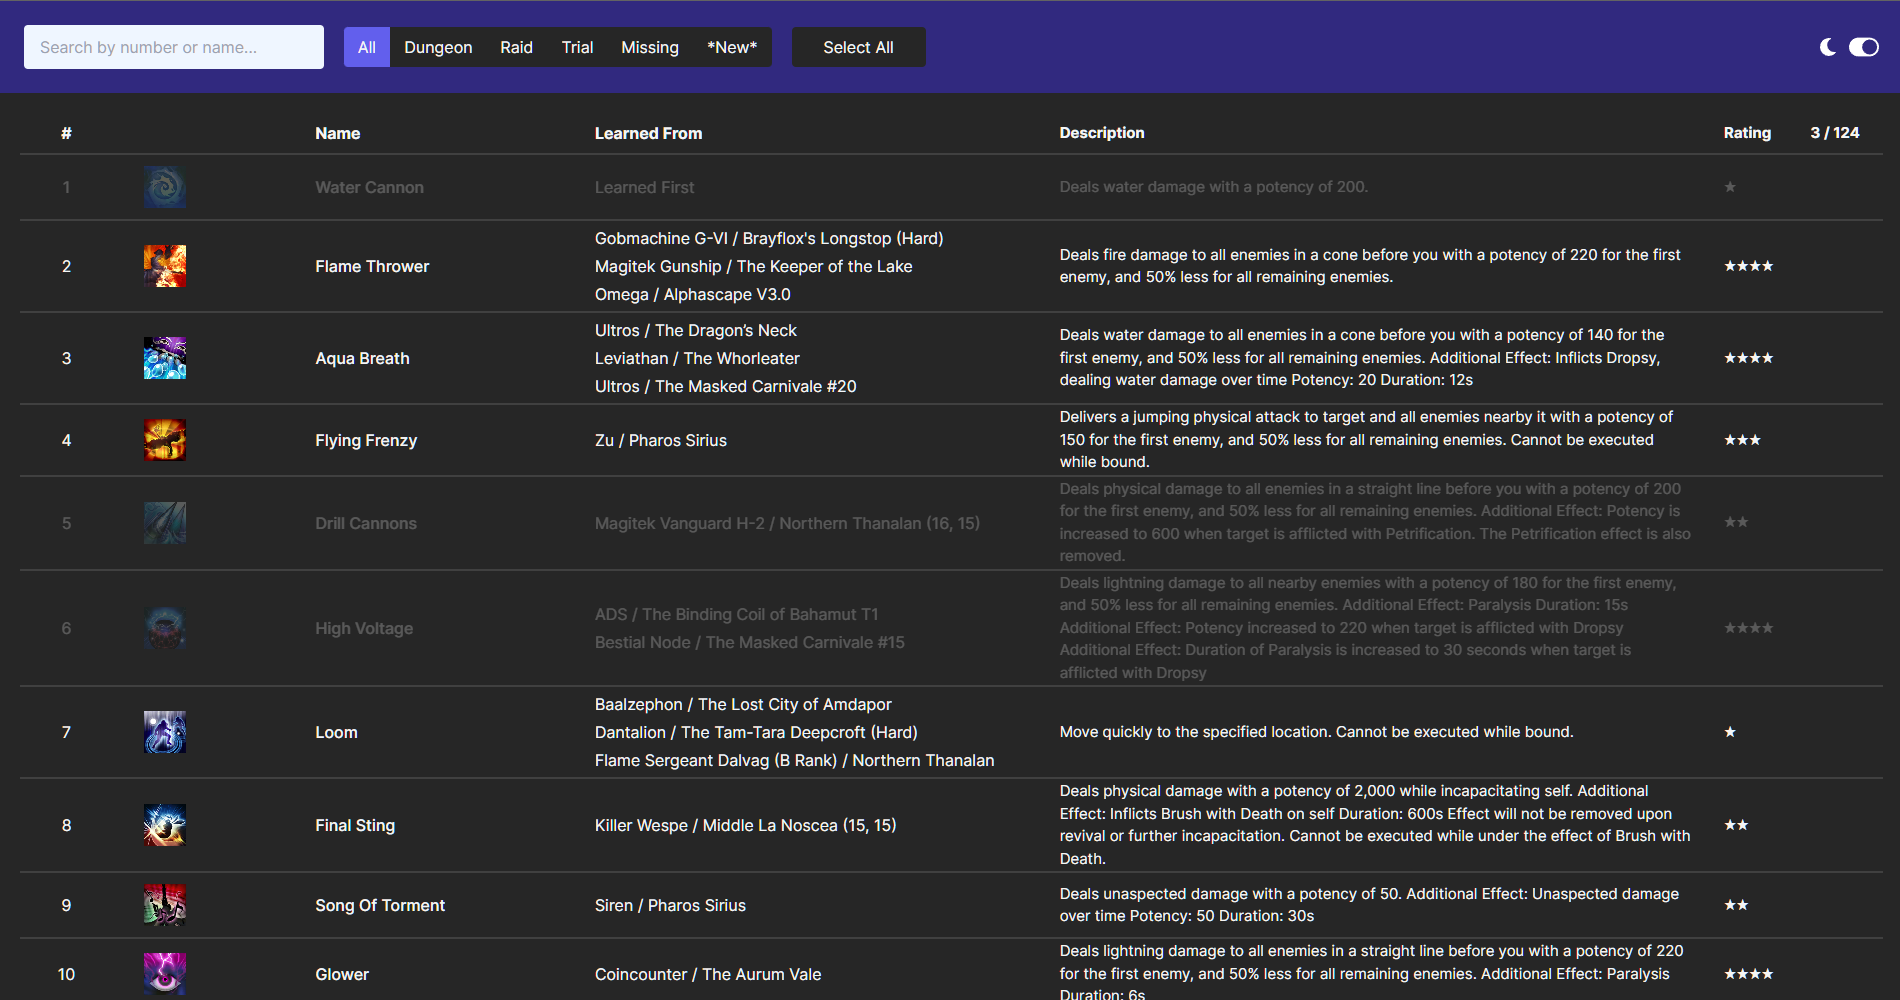 Search by number or name...
All Dungeon Raid Trial Missing *New* Select All
# Name Learned From Description Rating 3 / 124
1 Water Cannon Learned First Deals water damage with a potency of 200. ★
2 Flame Thrower
Gobmachine G-VI / Brayflox's Longstop (Hard)
Magitek Gunship / The Keeper of the Lake
Omega / Alphascape V3.0
Deals fire damage to all enemies in a cone before you with a potency of 220 for the first
enemy, and 50% less for all remaining enemies.
★★★★
3 Aqua Breath
Ultros / The Dragon’s Neck
Leviathan / The Whorleater
Ultros / The Masked Carnivale #20
Deals water damage to all enemies in a cone before you with a potency of 140 for the
first enemy, and 50% less for all remaining enemies. Additional Effect: Inflicts Dropsy,
dealing water damage over time Potency: 20 Duration: 12s
★★★★
4 Flying Frenzy
Zu / Pharos Sirius
Delivers a jumping physical attack to target and all enemies nearby it with a potency of
150 for the first enemy, and 50% less for all remaining enemies. Cannot be executed
while bound.
★★★
5 Drill Cannons
Magitek Vanguard H-2 / Northern Thanalan (16, 15)
Deals physical damage to all enemies in a straight line before you with a potency of 200
for the first enemy, and 50% less for all remaining enemies. Additional Effect: Potency is
increased to 600 when target is afflicted with Petrification. The Petrification effect is also
removed.
★★
6 High Voltage
ADS / The Binding Coil of Bahamut T1
Bestial Node / The Masked Carnivale #15
Deals lightning damage to all nearby enemies with a potency of 180 for the first enemy,
and 50% less for all remaining enemies. Additional Effect: Paralysis Duration: 15s
Additional Effect: Potency increased to 220 when target is afflicted with Dropsy
Additional Effect: Duration of Paralysis is increased to 30 seconds when target is
afflicted with Dropsy
★★★★
7 Loom
Baalzephon / The Lost City of Amdapor
Dantalion / The Tam-Tara Deepcroft (Hard)
Flame Sergeant Dalvag (B Rank) / Northern Thanalan
Move quickly to the specified location. Cannot be executed while bound.
★
8 Final Sting
Killer Wespe / Middle La Noscea (15, 15)
Deals physical damage with a potency of 2,000 while incapacitating self. Additional
Effect: Inflicts Brush with Death on self Duration: 600s Effect will not be removed upon
revival or further incapacitation. Cannot be executed while under the effect of Brush with
Death.
★★
9 Song Of Torment
Siren / Pharos Sirius
Deals unaspected damage with a potency of 50. Additional Effect: Unaspected damage
over time Potency: 50 Duration: 30s
★★
10 Glower
Coincounter / The Aurum Vale
Deals lightning damage to all enemies in a straight line before you with a potency of 220
for the first enemy, and 50% less for all remaining enemies. Additional Effect: Paralysis
Duration: 6s
★★★★